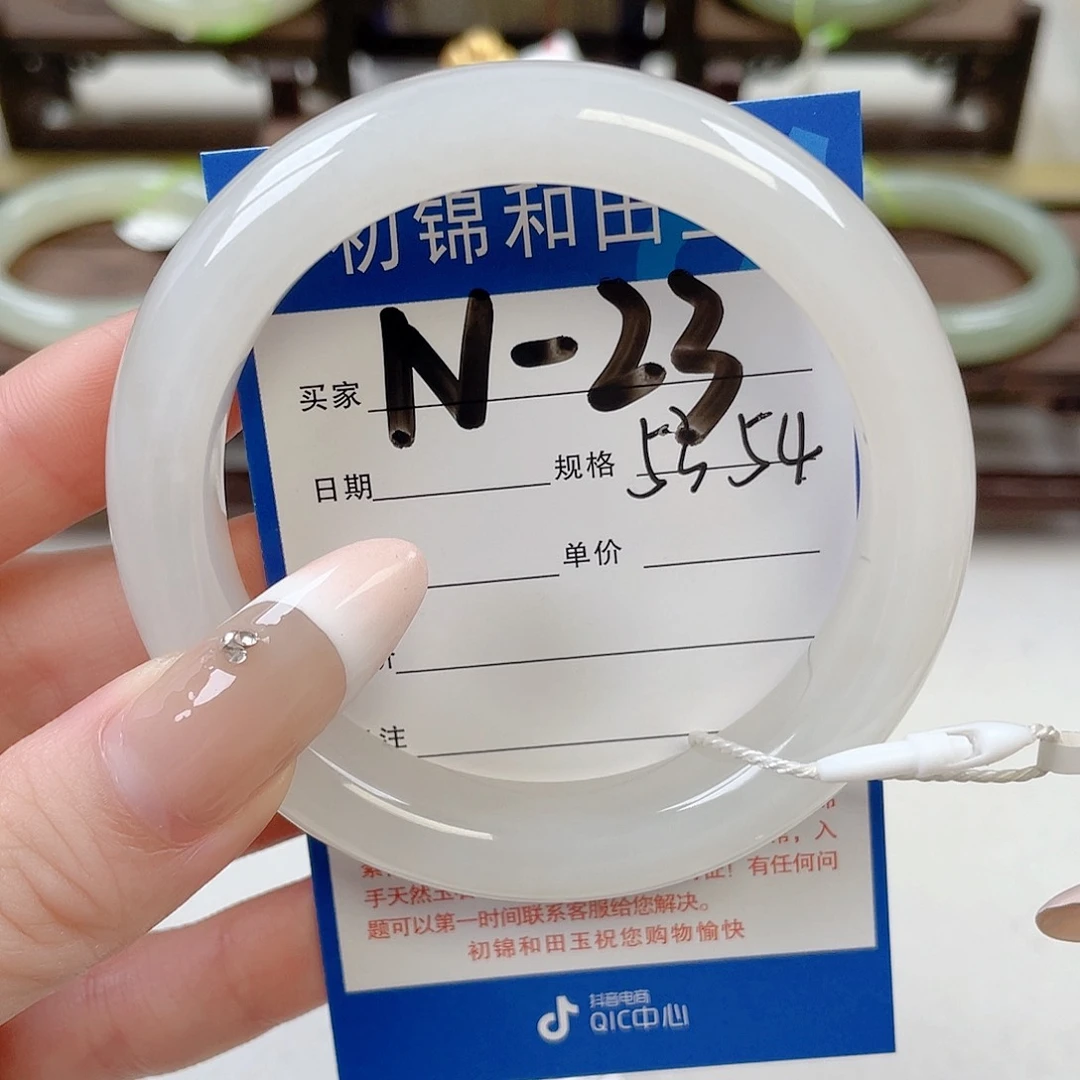 初锦和田
买家 N-23
日期 规格 53 54
单价
注
，入
手天然
！有任何问
题可以第一时间联系客服给您解决。
初锦和田玉祝您购物愉快
抖音电商
QIC中心